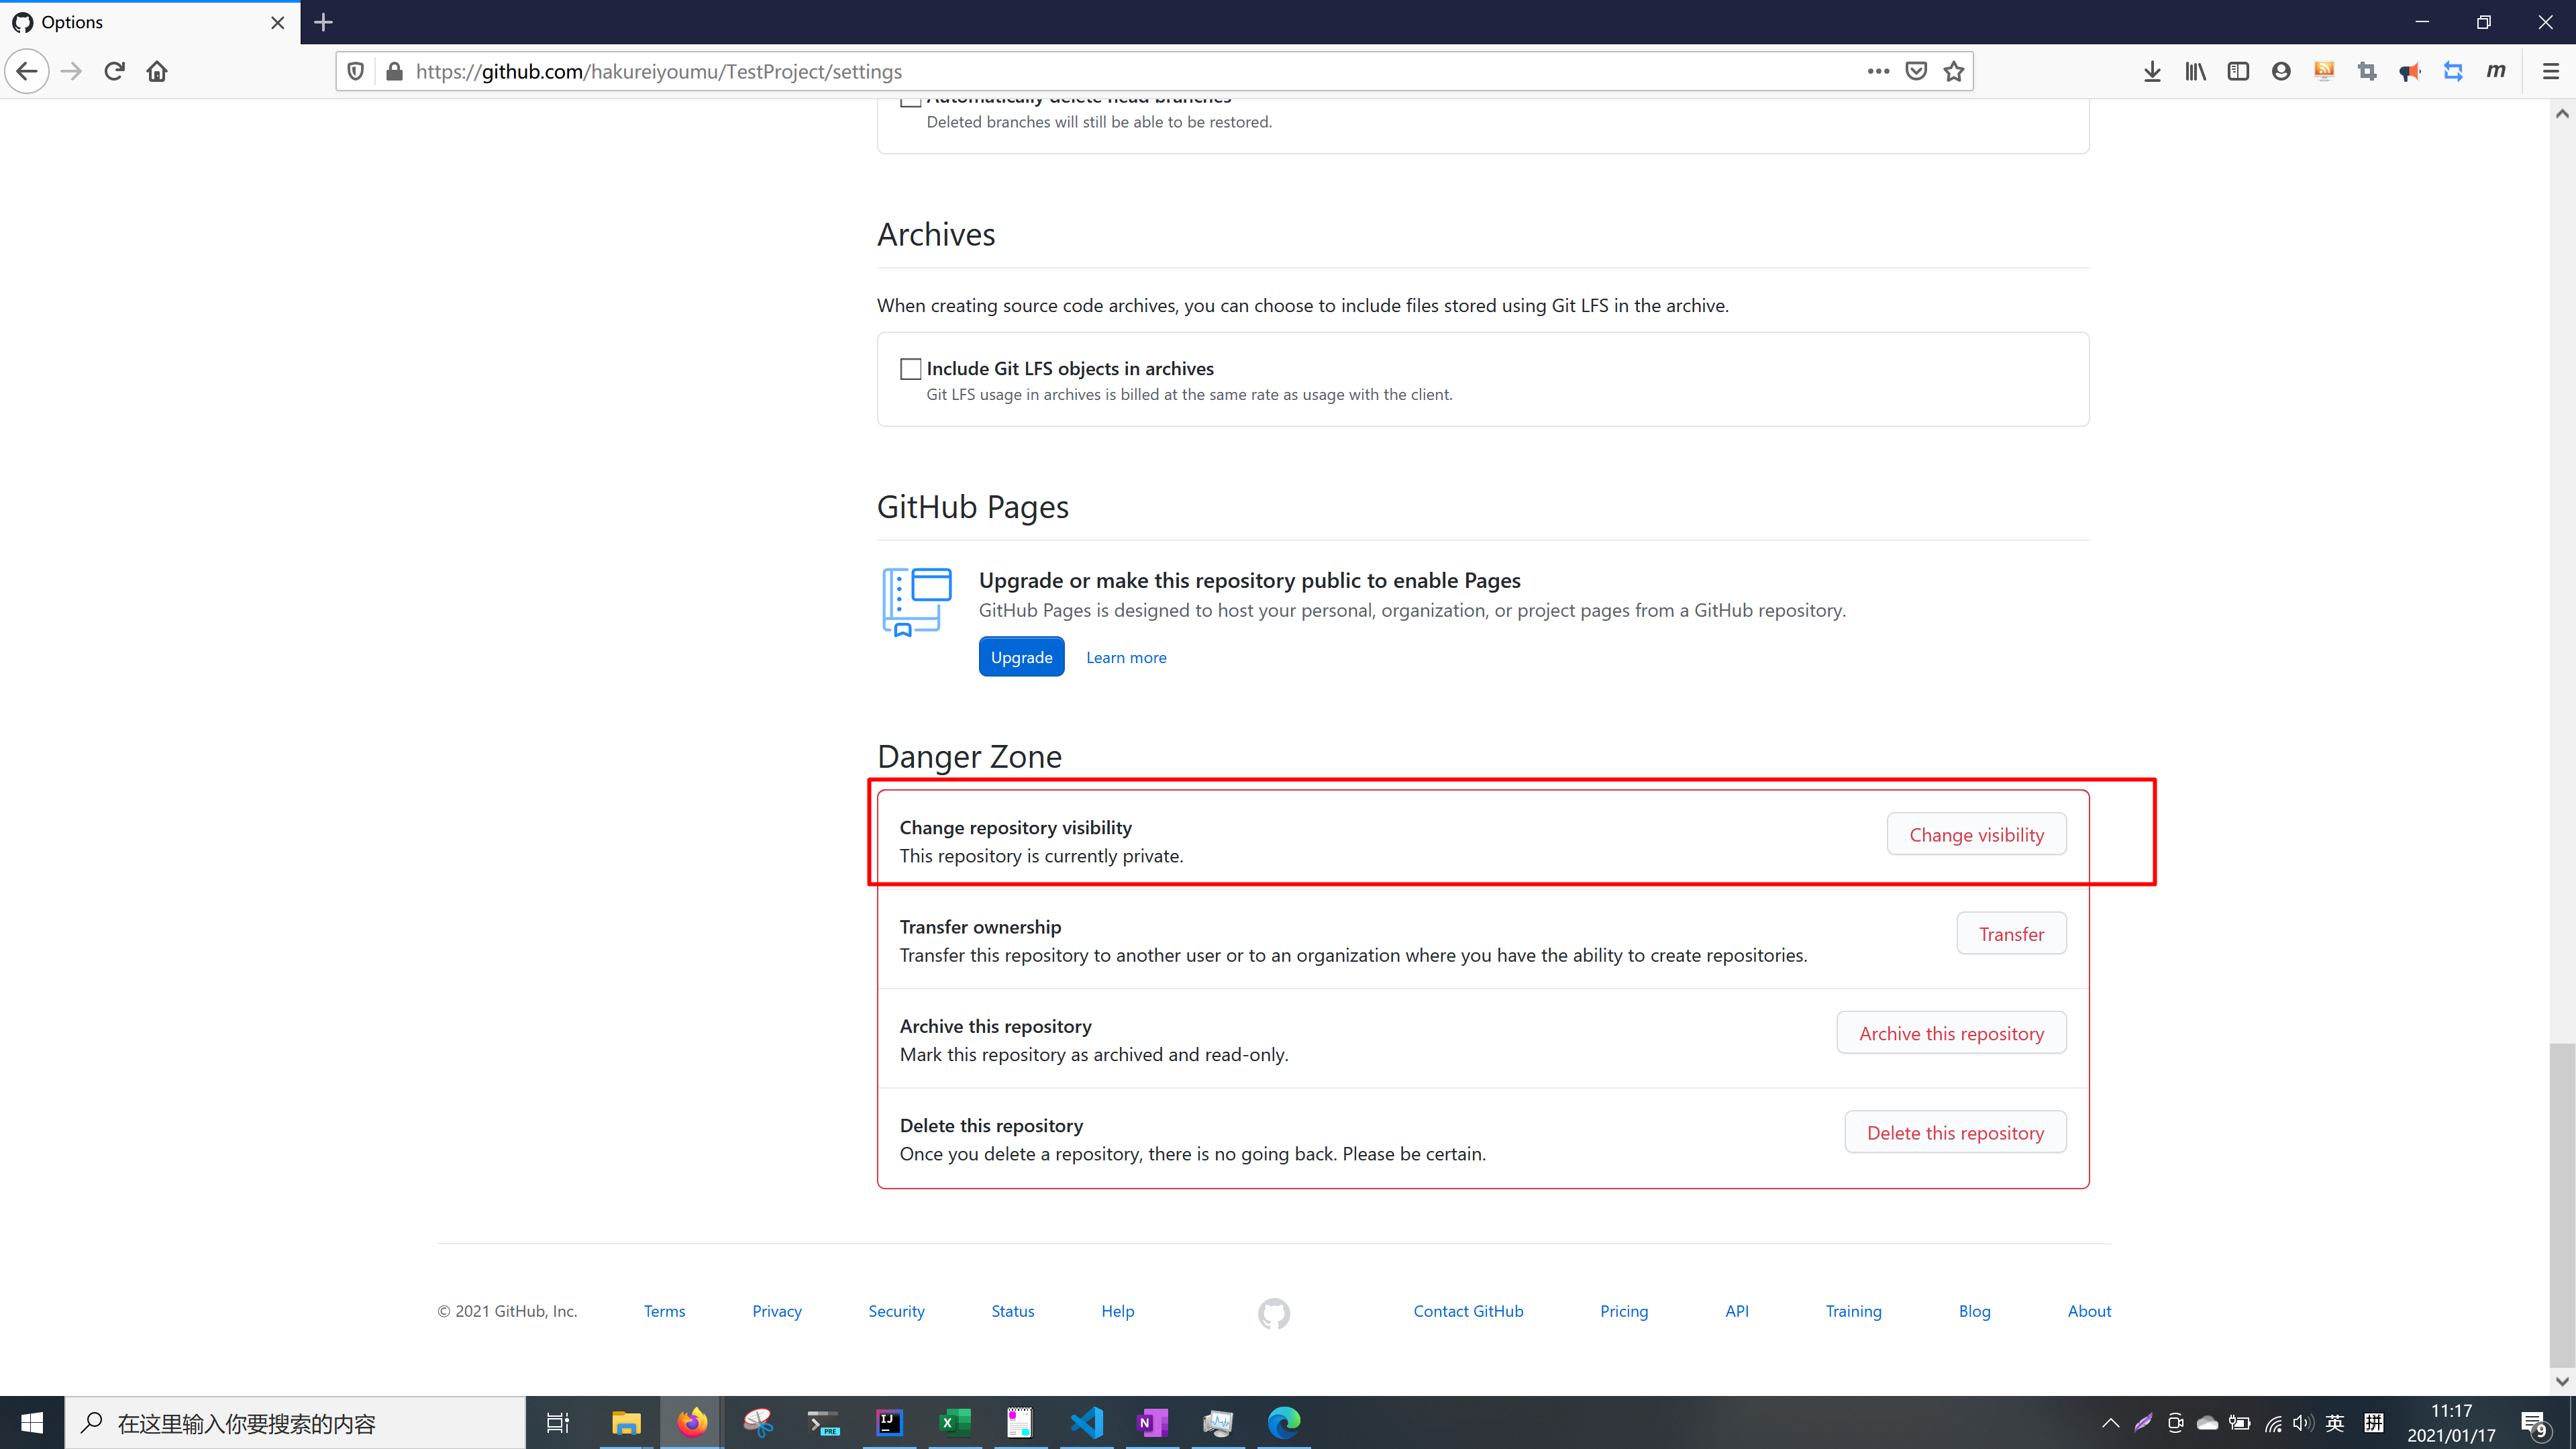 Options
https://github.com/hakureiyoumu/TestProject/settings
m
Automatically delete head branches
Deleted branches will still be able to be restored.
Archives
When creating source code archives, you can choose to include files stored using Git LFS in the archive.
Include Git LFS objects in archives
Git LFS usage in archives is billed at the same rate as usage with the client.
GitHub Pages
Upgrade or make this repository public to enable Pages
GitHub Pages is designed to host your personal, organization, or project pages from a GitHub repository.
Upgrade Learn more
Danger Zone
Change repository visibility
This repository is currently private.
Change visibility
Transfer ownership
Transfer this repository to another user or to an organization where you have the ability to create repositories.
Transfer
Archive this repository
Mark this repository as archived and read-only.
Archive this repository
Delete this repository
Once you delete a repository, there is no going back. Please be certain.
Delete this repository
© 2021 GitHub, Inc. Terms Privacy Security Status Help Contact GitHub Pricing API Training Blog About
在这里输入你要搜索的内容
PRE
IJ
X
N
英
拼
11:17
2021/01/17
9